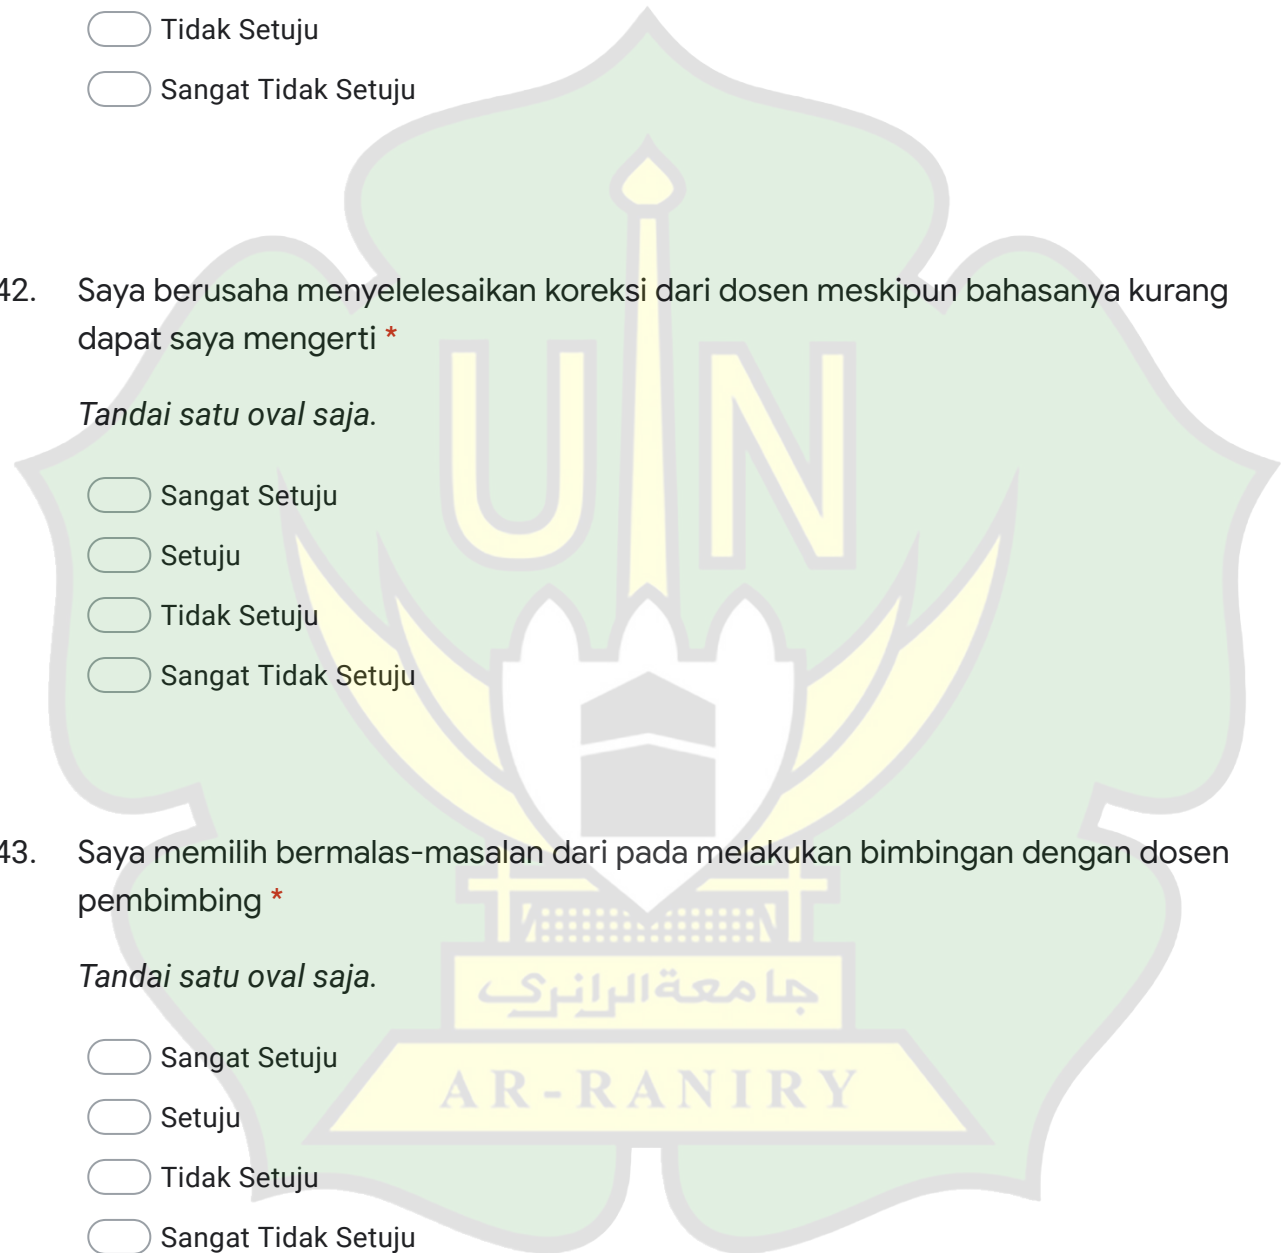 Tidak Setuju
Sangat Tidak Setuju
42. Saya berusaha menyelelesaikan koreksi dari dosen meskipun bahasanya kurang
dapat saya mengerti *
Tandai satu oval saja.
Sangat Setuju
Setuju
Tidak Setuju
Sangat Tidak Setuju
43. Saya memilih bermalas-masalan dari pada melakukan bimbingan dengan dosen
pembimbing *
Tandai satu oval saja.
Sangat Setuju
Setuju
Tidak Setuju
Sangat Tidak Setuju
UIN
جامعة الرانري
AR-RANIRY